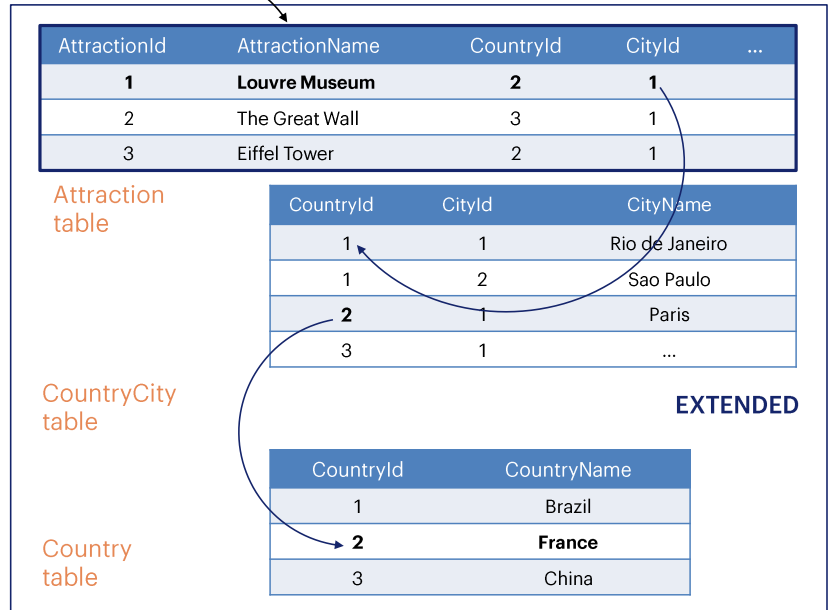 AttractionId AttractionName CountryId CityId ...
1 Louvre Museum 2 1
2 The Great Wall 3 1
3 Eiffel Tower 2 1
Attraction
table
CountryId CityId CityName
1 1 Rio de Janeiro
1 2 Sao Paulo
2 1 Paris
3 1 ...
CountryCity
table
EXTENDED
CountryId CountryName
1 Brazil
2 France
3 China
Country
table